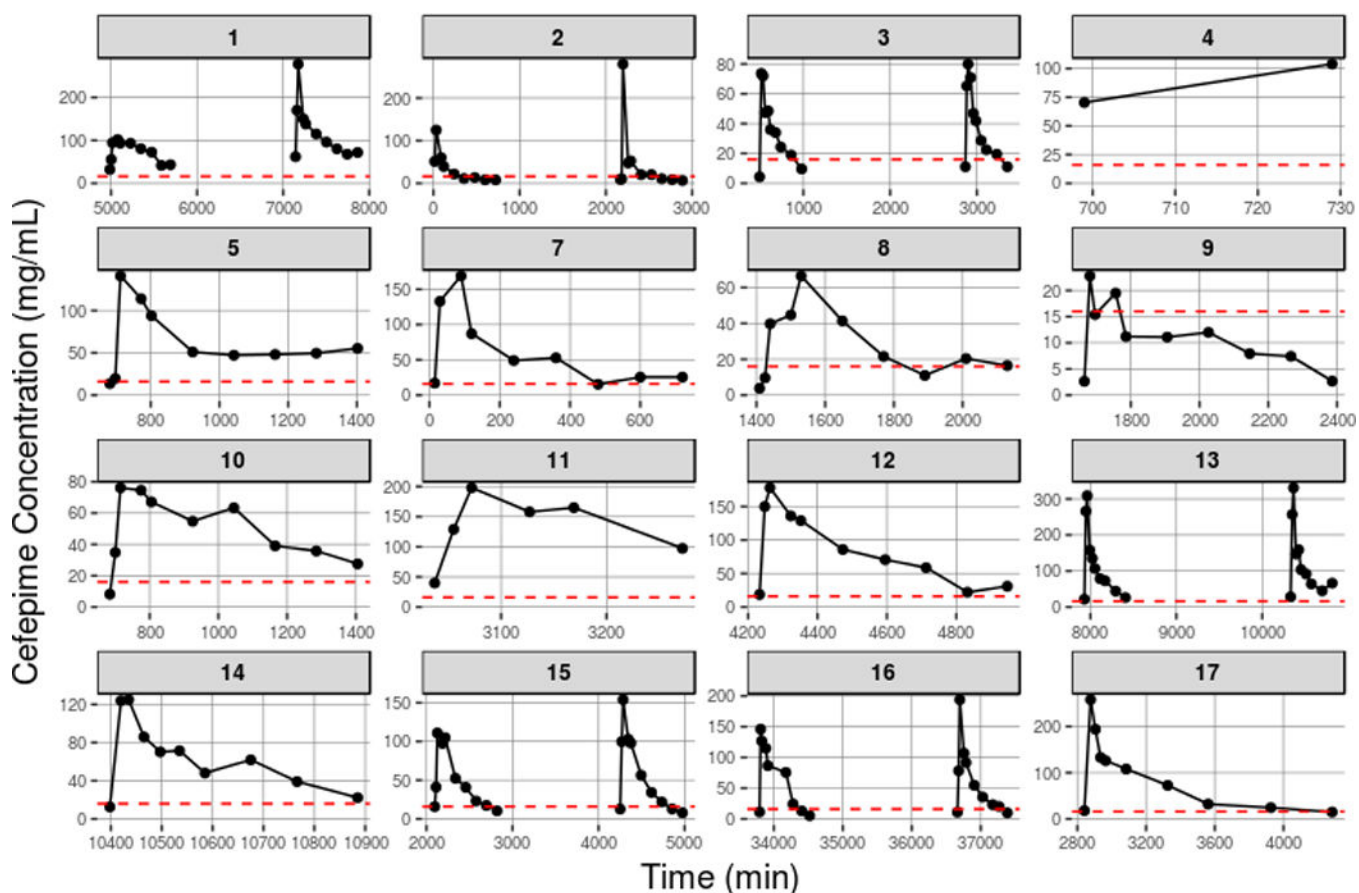 Cefepime Concentration (mg/mL)
1 2 3 4
200 100 0 5000 6000 7000 8000
200 100 0 0 1000 2000 3000
80 60 40 20 0 1000 2000 3000
100 75 50 25 0 700 710 720 730
5 7 8 9
100 50 0 800 1000 1200 1400
150 100 50 0 0 200 400 600
60 40 20 0 1400 1600 1800 2000
20 15 10 5 0 1800 2000 2200 2400
10 11 12 13
80 60 40 20 0 800 1000 1200 1400
200 150 100 50 0 3100 3200
150 100 50 0 4200 4400 4600 4800
300 200 100 0 8000 9000 10000
14 15 16 17
120 80 40 0 10400 10500 10600 10700 10800 10900
150 100 50 0 2000 3000 4000 5000
200 150 100 50 0 34000 35000 36000 37000
200 100 0 2800 3200 3600 4000
Time (min)